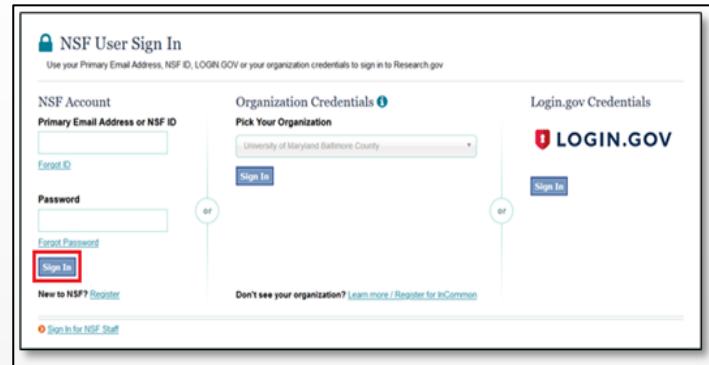 NSF User Sign In
Use your Primary Email Address, NSF ID, LOGIN.GOV or your organization credentials to sign in to Research.gov
NSF Account
Primary Email Address or NSF ID
Forgot ID
Password
Forgot Password
Sign In
New to NSF? Register
Sign In for NSF Staff
or
Organization Credentials
Pick Your Organization
University of Maryland Baltimore County
Sign In
Don't see your organization? Learn more / Register for InCommon
or
Login.gov Credentials
LOGIN.GOV
Sign In